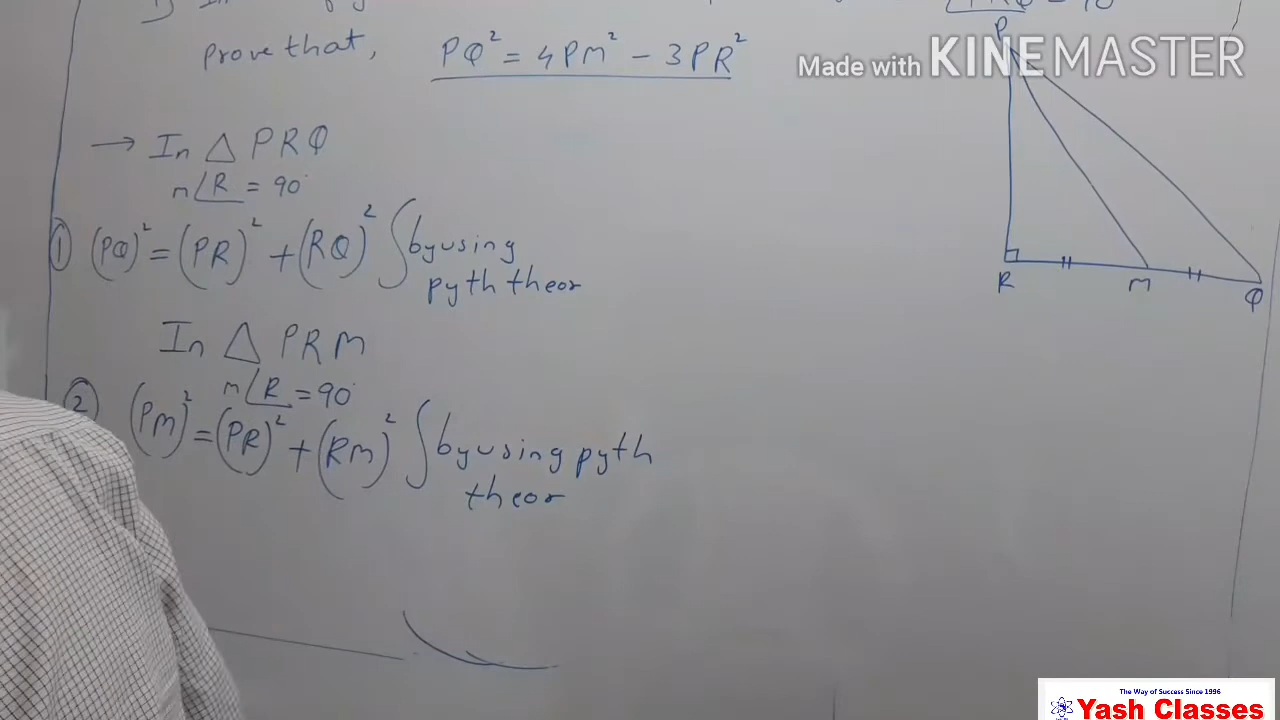 prove that, PQ² = 4PM² - 3PR²
→ In △ PRQ
m∠R = 90°
① (PQ)² = (PR)² + (RQ)² ∫ by using
pyth theor
In △ PRM
m∠R = 90°
② (PM)² = (PR)² + (RM)² ∫ by using pyth
theor
P
R
M
Q
Made with KINEMASTER
The Way of Success Since 1996
Yash Classes